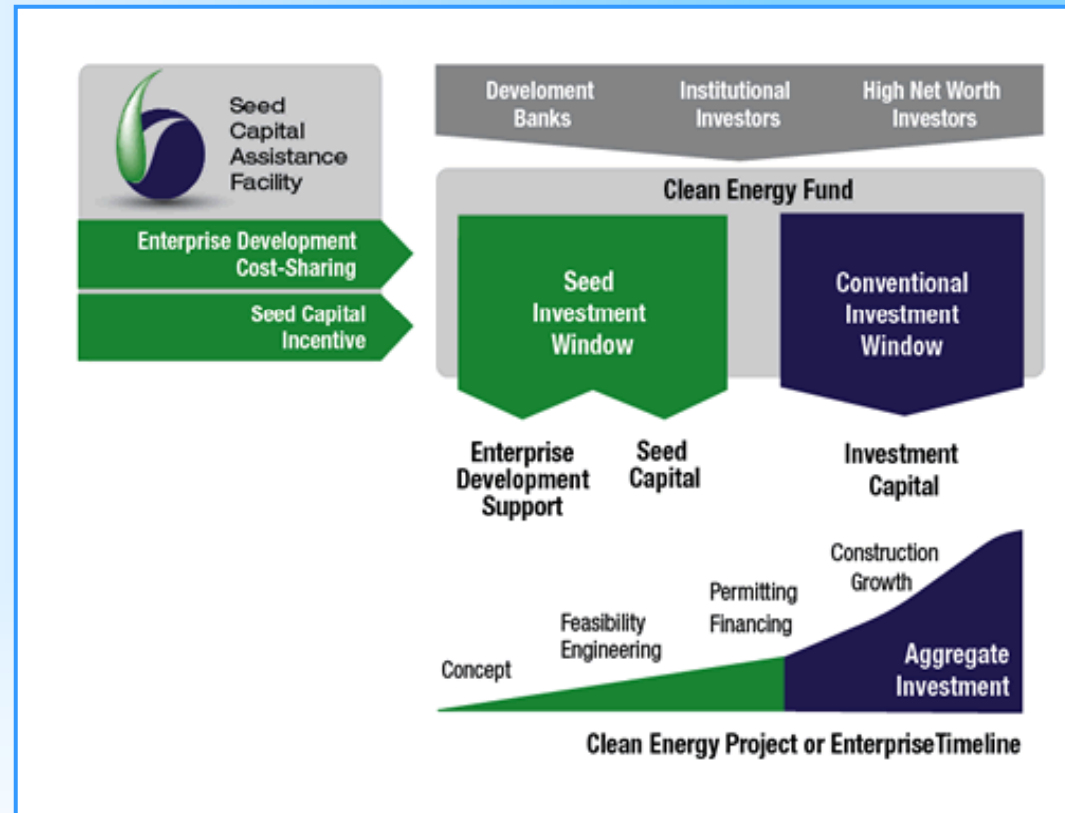 Seed
Capital
Assistance
Facility
Enterprise Development
Cost-Sharing
Seed Capital
Incentive
Develoment
Banks
Institutional
Investors
High Net Worth
Investors
Clean Energy Fund
Seed
Investment
Window
Conventional
Investment
Window
Enterprise
Development
Support
Seed
Capital
Investment
Capital
Concept
Feasibility
Engineering
Permitting
Financing
Construction
Growth
Aggregate
Investment
Clean Energy Project or EnterpriseTimeline